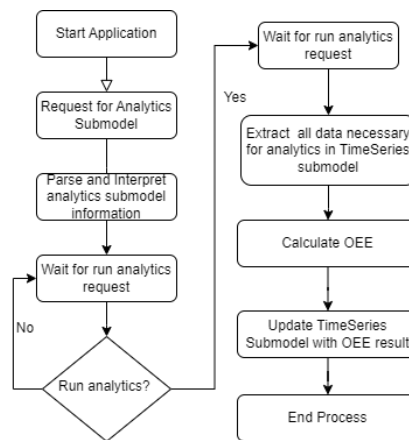 Start Application
Request for Analytics
Submodel
Parse and Interpret
analytics submodel
information
Wait for run analytics
request
No
Run analytics?
Wait for run analytics
request
Yes
Extract all data necessary
for analytics in TimeSeries
submodel
Calculate OEE
Update TimeSeries
Submodel with OEE result
End Process